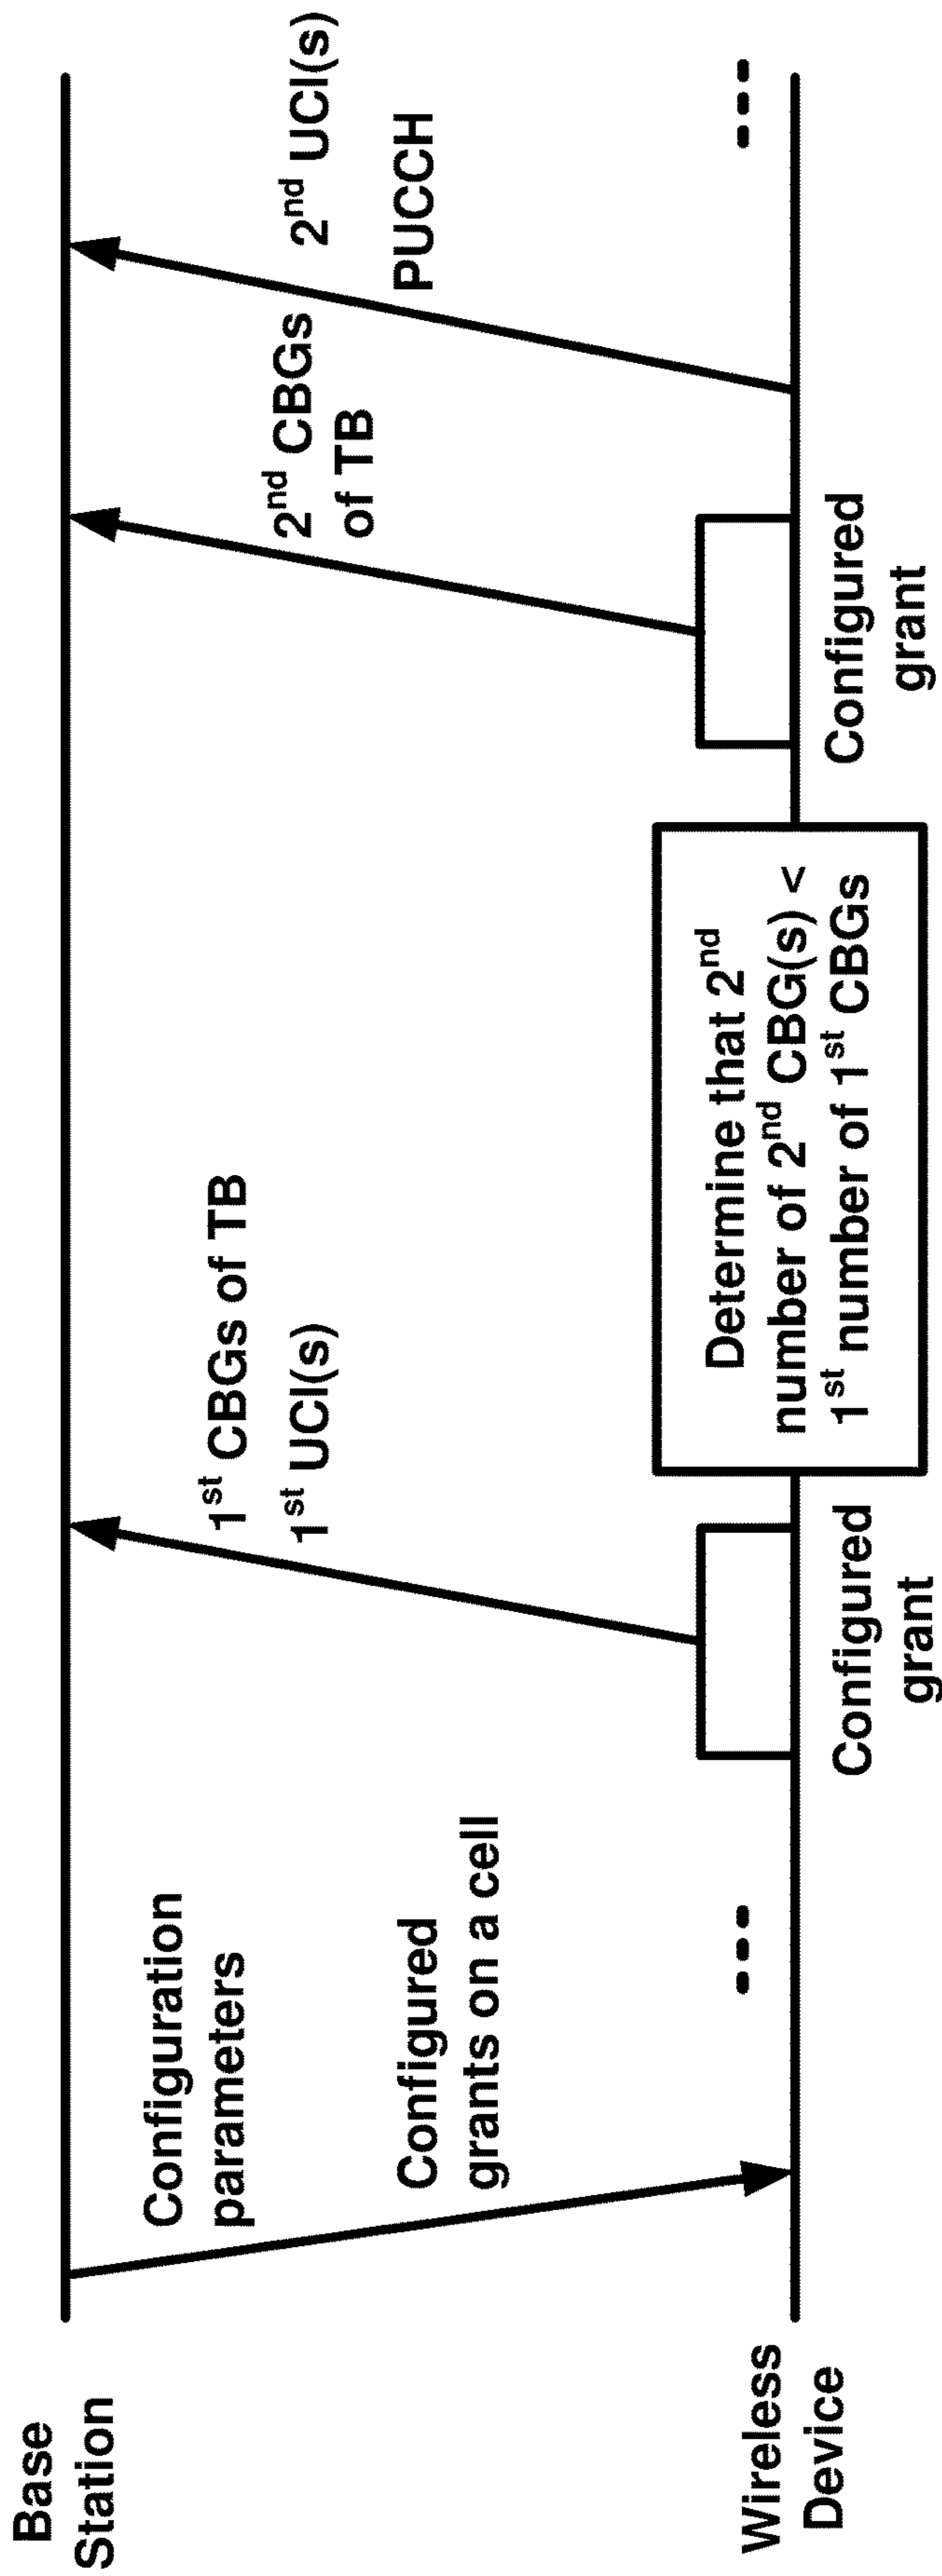 Base
Station
Configuration
parameters
Configured
grants on a cell
1st CBGs of TB
1st UCI(s)
2nd CBGs
of TB
2nd UCI(s)
PUCCH
Wireless
Device
Configured
grant
Determine that 2nd
number of 2nd CBG(s) <
1st number of 1st CBGs
Configured
grant